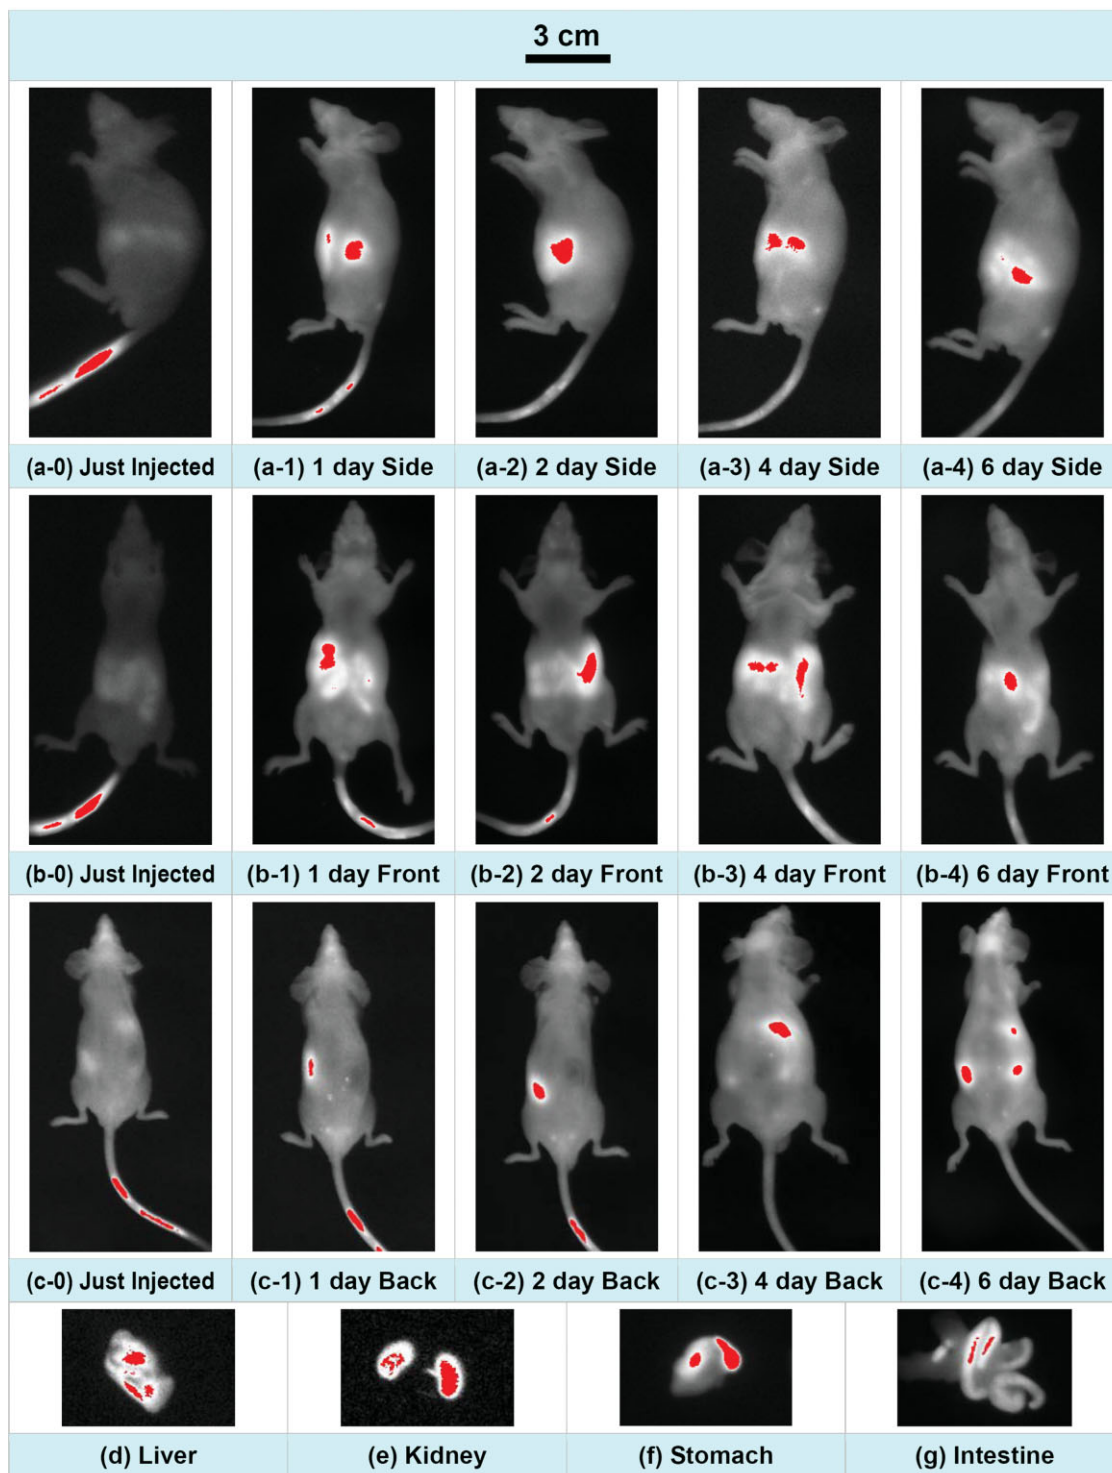 3 cm
(a-0) Just Injected
(a-1) 1 day Side
(a-2) 2 day Side
(a-3) 4 day Side
(a-4) 6 day Side
(b-0) Just Injected
(b-1) 1 day Front
(b-2) 2 day Front
(b-3) 4 day Front
(b-4) 6 day Front
(c-0) Just Injected
(c-1) 1 day Back
(c-2) 2 day Back
(c-3) 4 day Back
(c-4) 6 day Back
(d) Liver
(e) Kidney
(f) Stomach
(g) Intestine